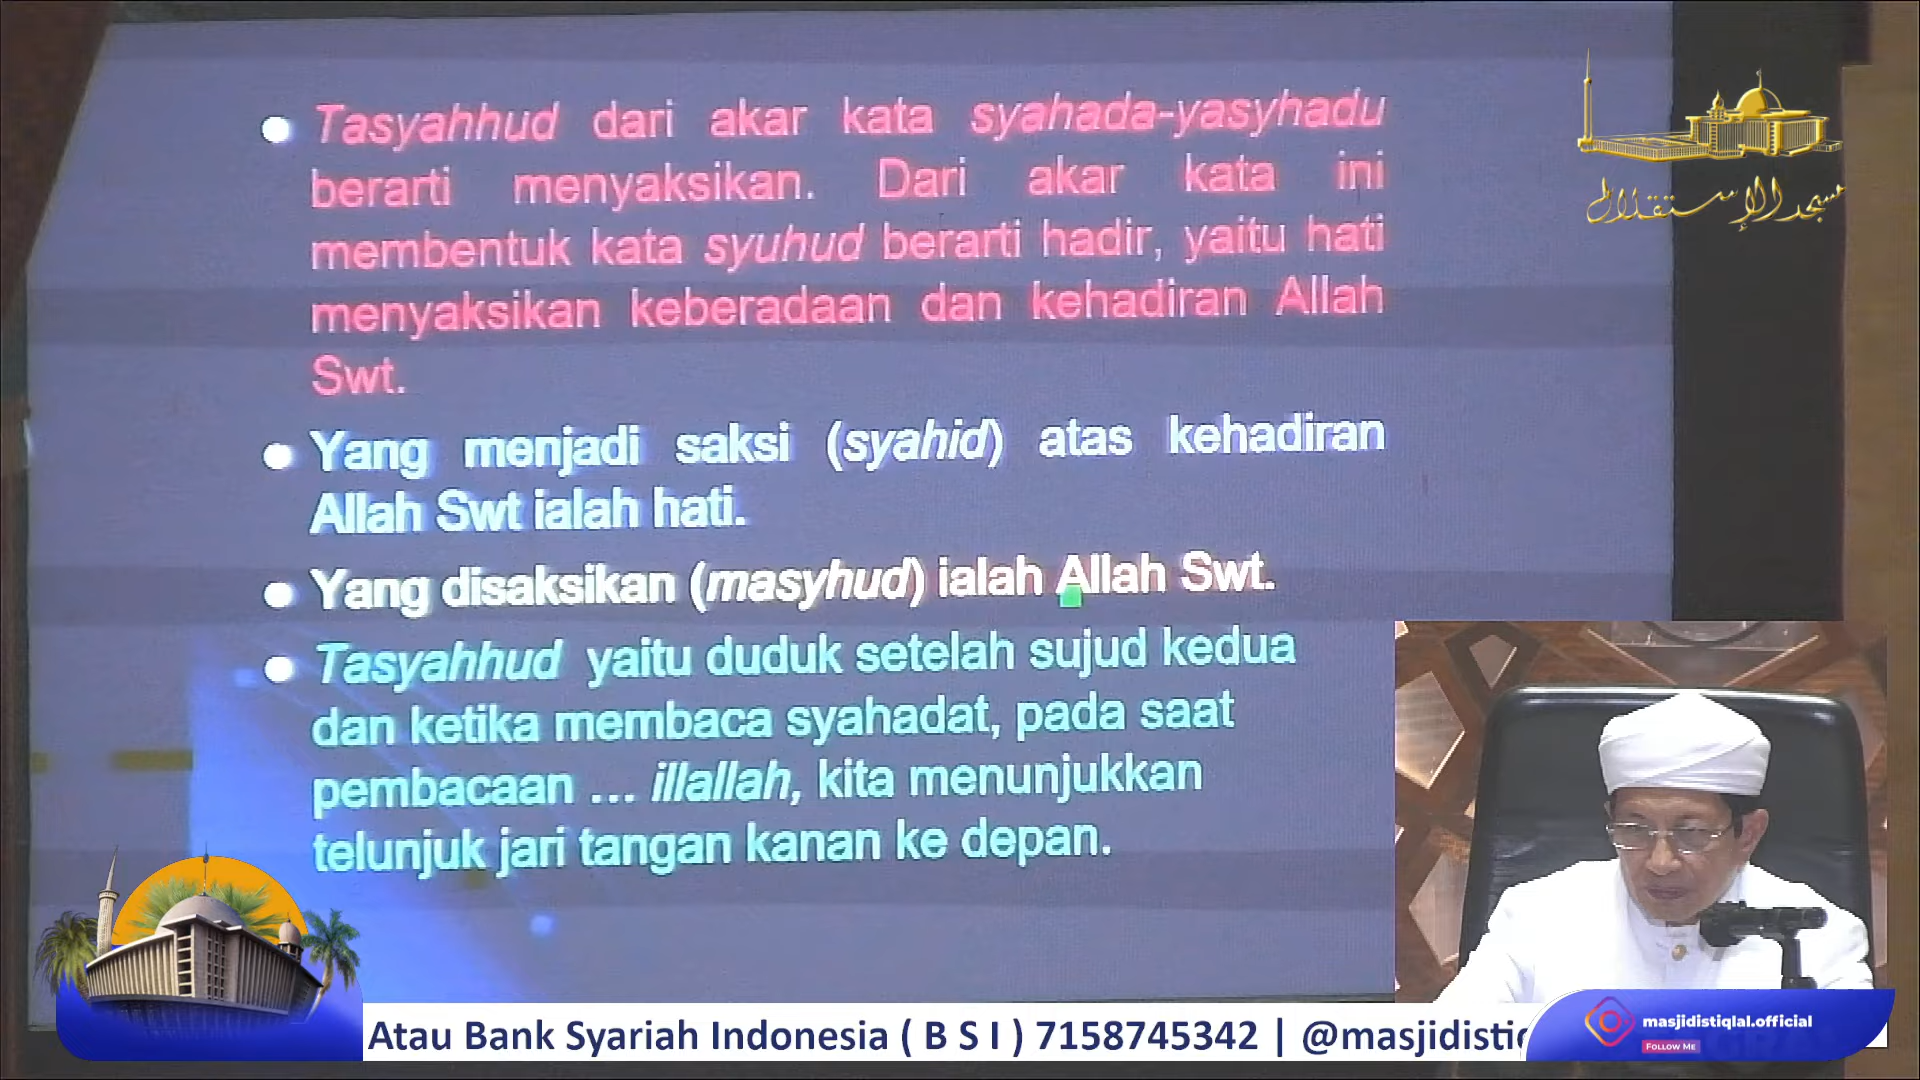 Tasyahhud dari akar kata syahada-yasyhadu
berarti menyaksikan. Dari akar kata ini
membentuk kata syuhud berarti hadir, yaitu hati
menyaksikan keberadaan dan kehadiran Allah
Swt.
Yang menjadi saksi (syahid) atas kehadiran
Allah Swt ialah hati.
Yang disaksikan (masyhud) ialah Allah Swt.
Tasyahhud yaitu duduk setelah sujud kedua
dan ketika membaca syahadat, pada saat
pembacaan ... illallah, kita menunjukkan
telunjuk jari tangan kanan ke depan.
مسجد الإستقلال
Atau Bank Syariah Indonesia ( B S I ) 7158745342 | @masjidistiq
masjidistiqlal.official
FOLLOW ME